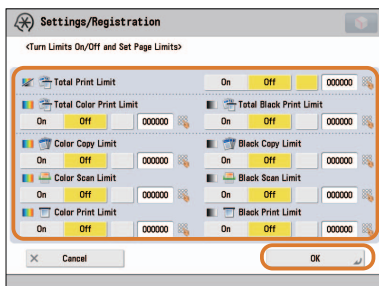 Settings/Registration
<Turn Limits On/Off and Set Page Limits>
Total Print Limit On Off 000000
Total Color Print Limit Total Black Print Limit
On Off 000000 On Off 000000
Color Copy Limit Black Copy Limit
On Off 000000 On Off 000000
Color Scan Limit Black Scan Limit
On Off 000000 On Off 000000
Color Print Limit Black Print Limit
On Off 000000 On Off 000000
× Cancel OK